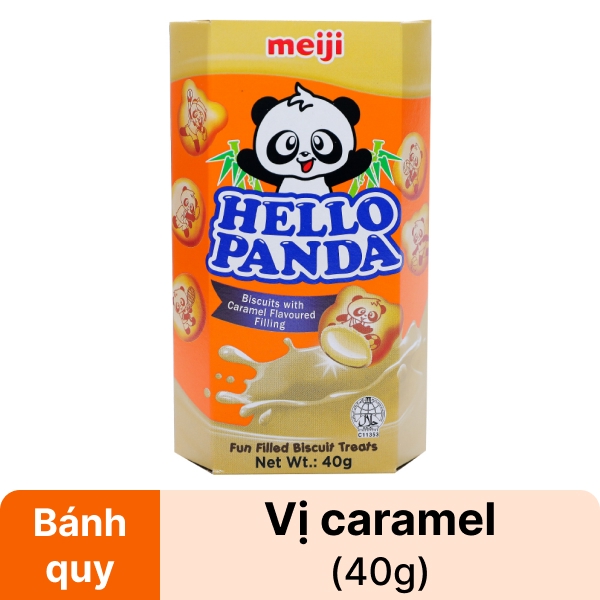 meiji
HELLO
PANDA
Biscuits with
Caramel Flavoured
Filling
C11353
Fun Filled Biscuit Treats
Net Wt.: 40g
Bánh
quy
Vị caramel
(40g)